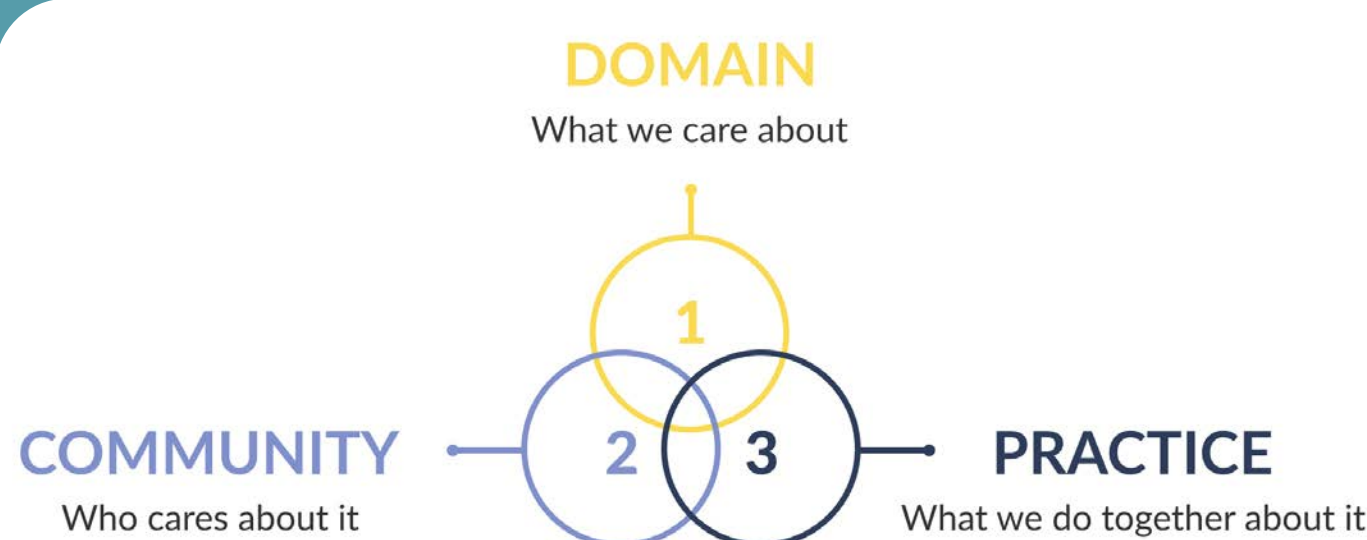 DOMAIN
What we care about
1
2
3
COMMUNITY
Who cares about it
PRACTICE
What we do together about it